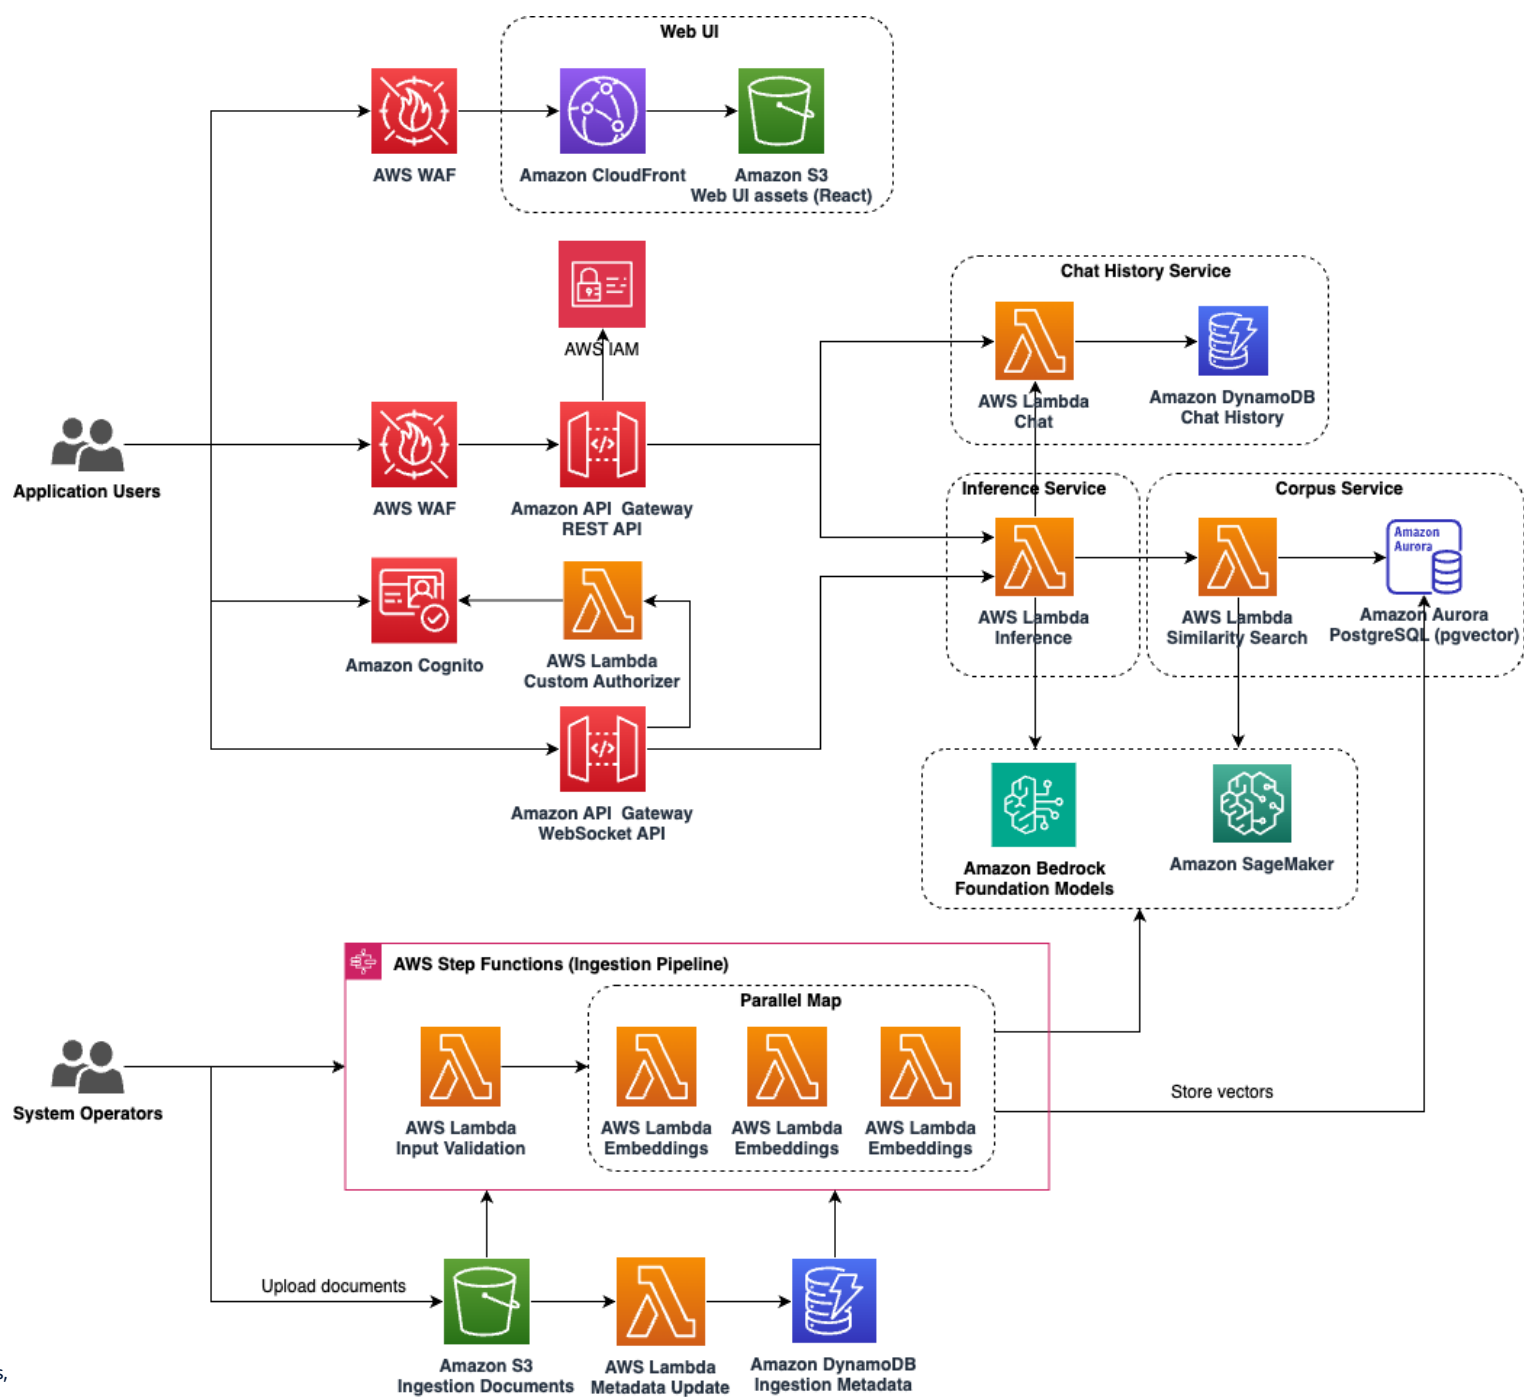 Web UI
AWS WAF
Amazon CloudFront
Amazon S3
Web UI assets (React)
AWS IAM
Chat History Service
AWS Lambda
Chat
Amazon DynamoDB
Chat History
Application Users
AWS WAF
Amazon API Gateway
REST API
Inference Service
AWS Lambda
Inference
Corpus Service
AWS Lambda
Similarity Search
Amazon
Aurora
Amazon Aurora
PostgreSQL (pgvector)
Amazon Cognito
AWS Lambda
Custom Authorizer
Amazon API Gateway
WebSocket API
Amazon Bedrock
Foundation Models
Amazon SageMaker
AWS Step Functions (Ingestion Pipeline)
Parallel Map
System Operators
AWS Lambda
Input Validation
AWS Lambda
Embeddings
AWS Lambda
Embeddings
AWS Lambda
Embeddings
Store vectors
Upload documents
Amazon S3
Ingestion Documents
AWS Lambda
Metadata Update
Amazon DynamoDB
Ingestion Metadata
s,